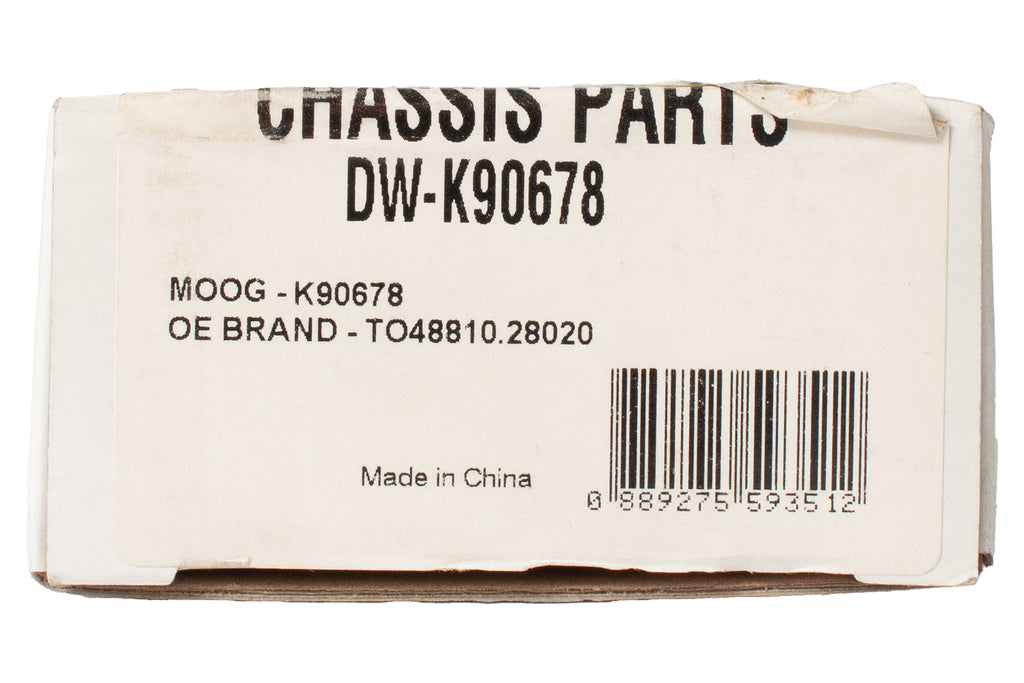 CHASSIS PARTS
DW-K90678
MOOG - K90678
OE BRAND - TO48810.28020
Made in China
0 889275 593512